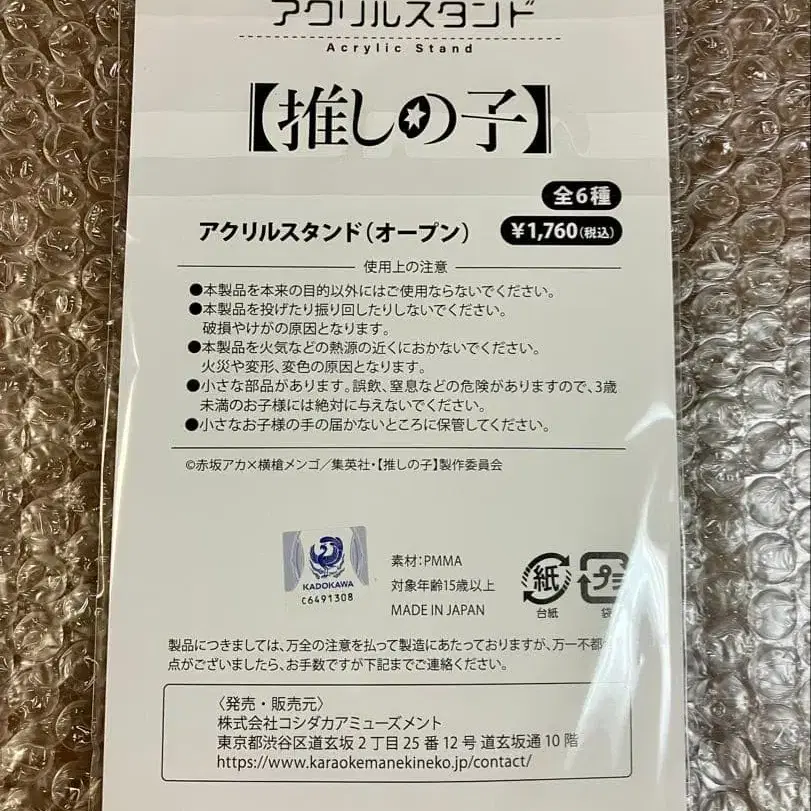 アクリルスタンド
Acrylic Stand
【推しの子】
全6種
アクリルスタンド(オープン)
¥1,760(税込)
使用上の注意
●本製品を本来の目的以外にはご使用ならないでください。
●本製品を投げたり振り回したりしないでください。
破損やけがの原因となります。
●本製品を火気などの熱源の近くにおかないでください。
火災や変形、変色の原因となります。
●小さな部品があります。誤飲、窒息などの危険がありますので、3歳
未満のお子様には絶対に与えないでください。
●小さなお子様の手の届かないところに保管してください。
©赤坂アカ×横槍メンゴ/集英社・【推しの子】製作委員会
KADOKAWA
C6491308
素材:PMMA
対象年齢15歳以上
MADE IN JAPAN
紙
台紙
プラ
袋
製品につきましては、万全の注意を払って製造にあたっておりますが、万一不都合
点がございましたら、お手数ですが下記までご連絡ください。
〈発売・販売元〉
株式会社コシダカアミューズメント
東京都渋谷区道玄坂2丁目25番12号 道玄坂通10階
https://www.karaokemanekineko.jp/contact/